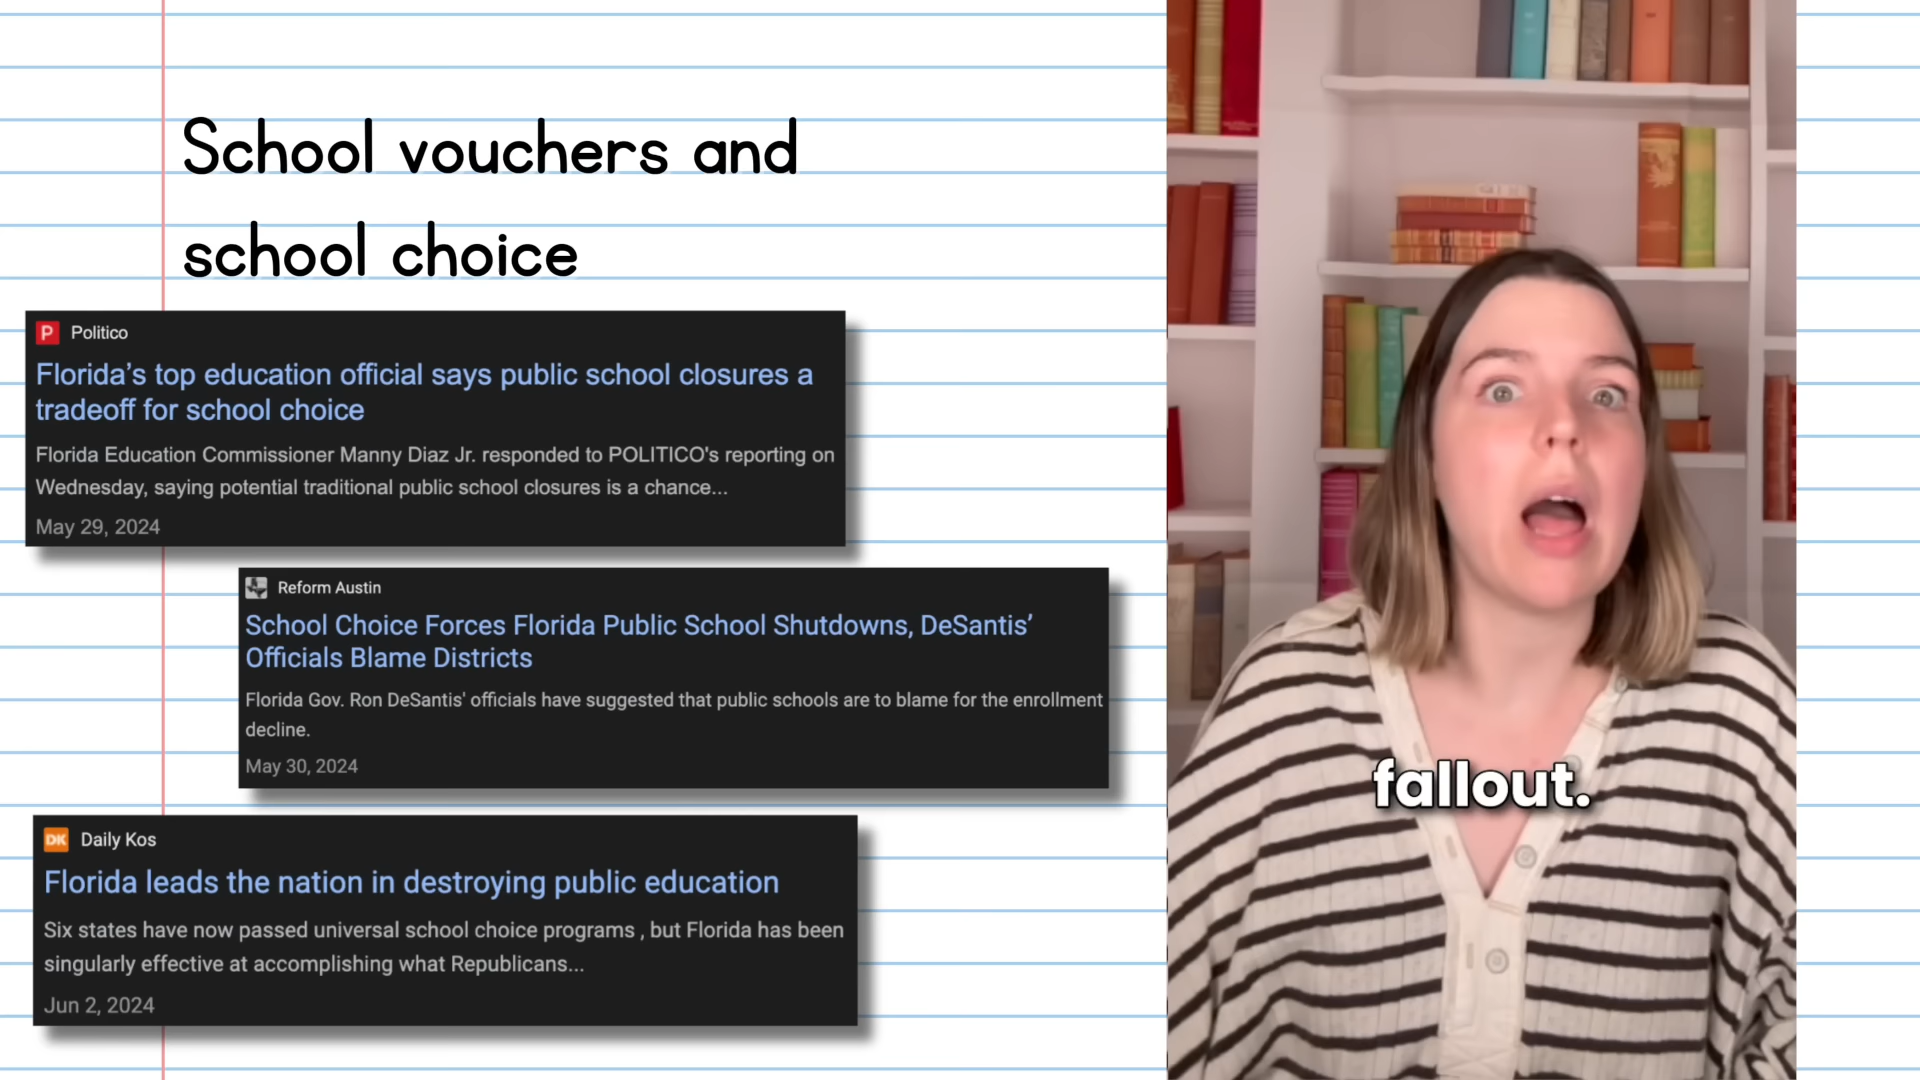 School vouchers and
school choice
P Politico
Florida’s top education official says public school closures a
tradeoff for school choice
Florida Education Commissioner Manny Diaz Jr. responded to POLITICO's reporting on
Wednesday, saying potential traditional public school closures is a chance...
May 29, 2024
Reform Austin
School Choice Forces Florida Public School Shutdowns, DeSantis’
Officials Blame Districts
Florida Gov. Ron DeSantis' officials have suggested that public schools are to blame for the enrollment
decline.
May 30, 2024
DK Daily Kos
Florida leads the nation in destroying public education
Six states have now passed universal school choice programs , but Florida has been
singularly effective at accomplishing what Republicans...
Jun 2, 2024
fallout.